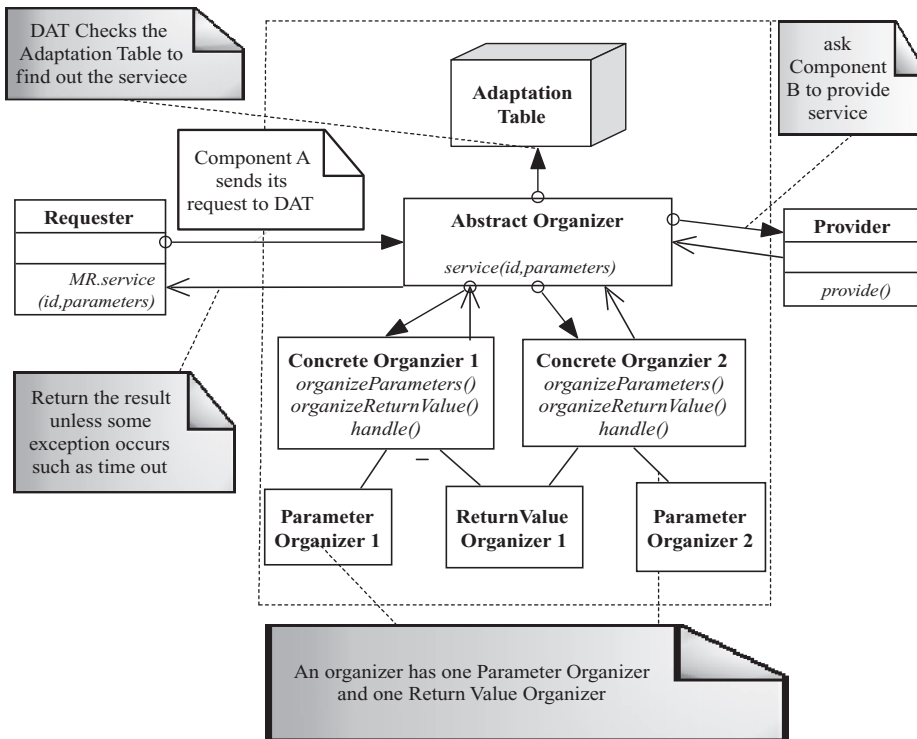 DAT Checks the
Adaptation Table to
find out the serviece
ask
Component
B to provide
service
Adaptation
Table
Component A
sends its
request to DAT
Requester
MR.service
(id,parameters)
Abstract Organizer
service(id,parameters)
Provider
provide()
Concrete Organzier 1
organizeParameters()
organizeReturnValue()
handle()
Concrete Organzier 2
organizeParameters()
organizeReturnValue()
handle()
Return the result
unless some
exception occurs
such as time out
Parameter
Organizer 1
ReturnValue
Organizer 1
Parameter
Organizer 2
An organizer has one Parameter Organizer
and one Return Value Organizer